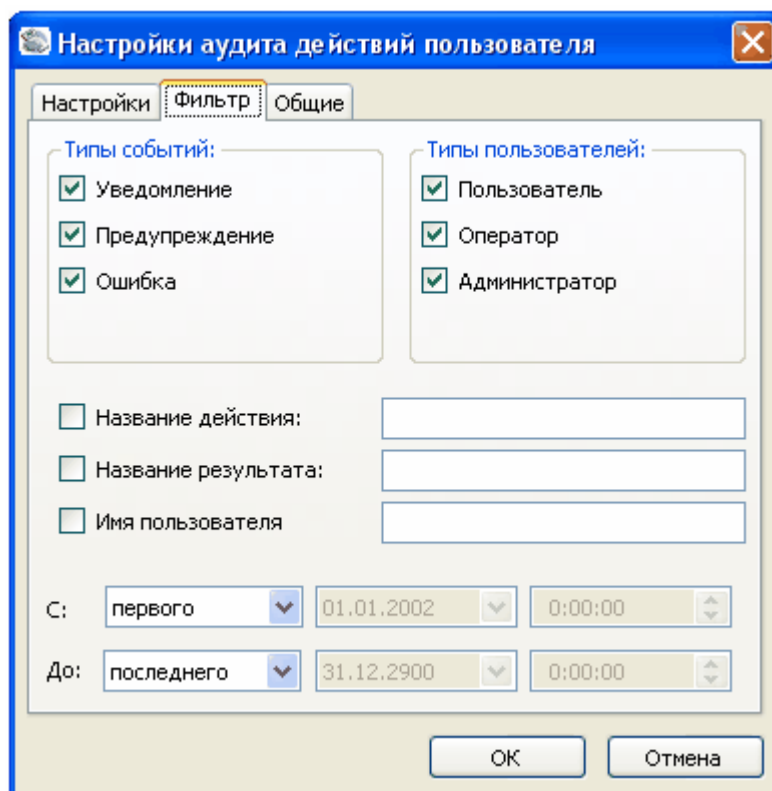 Настройки аудита действий пользователя
Настройки Фильтр Общие
Типы событий: Типы пользователей:
Уведомление Пользователь
Предупреждение Оператор
Ошибка Администратор
Название действия:
Название результата:
Имя пользователя
С: первого 01.01.2002 0:00:00
До: последнего 31.12.2900 0:00:00
ОК Отмена